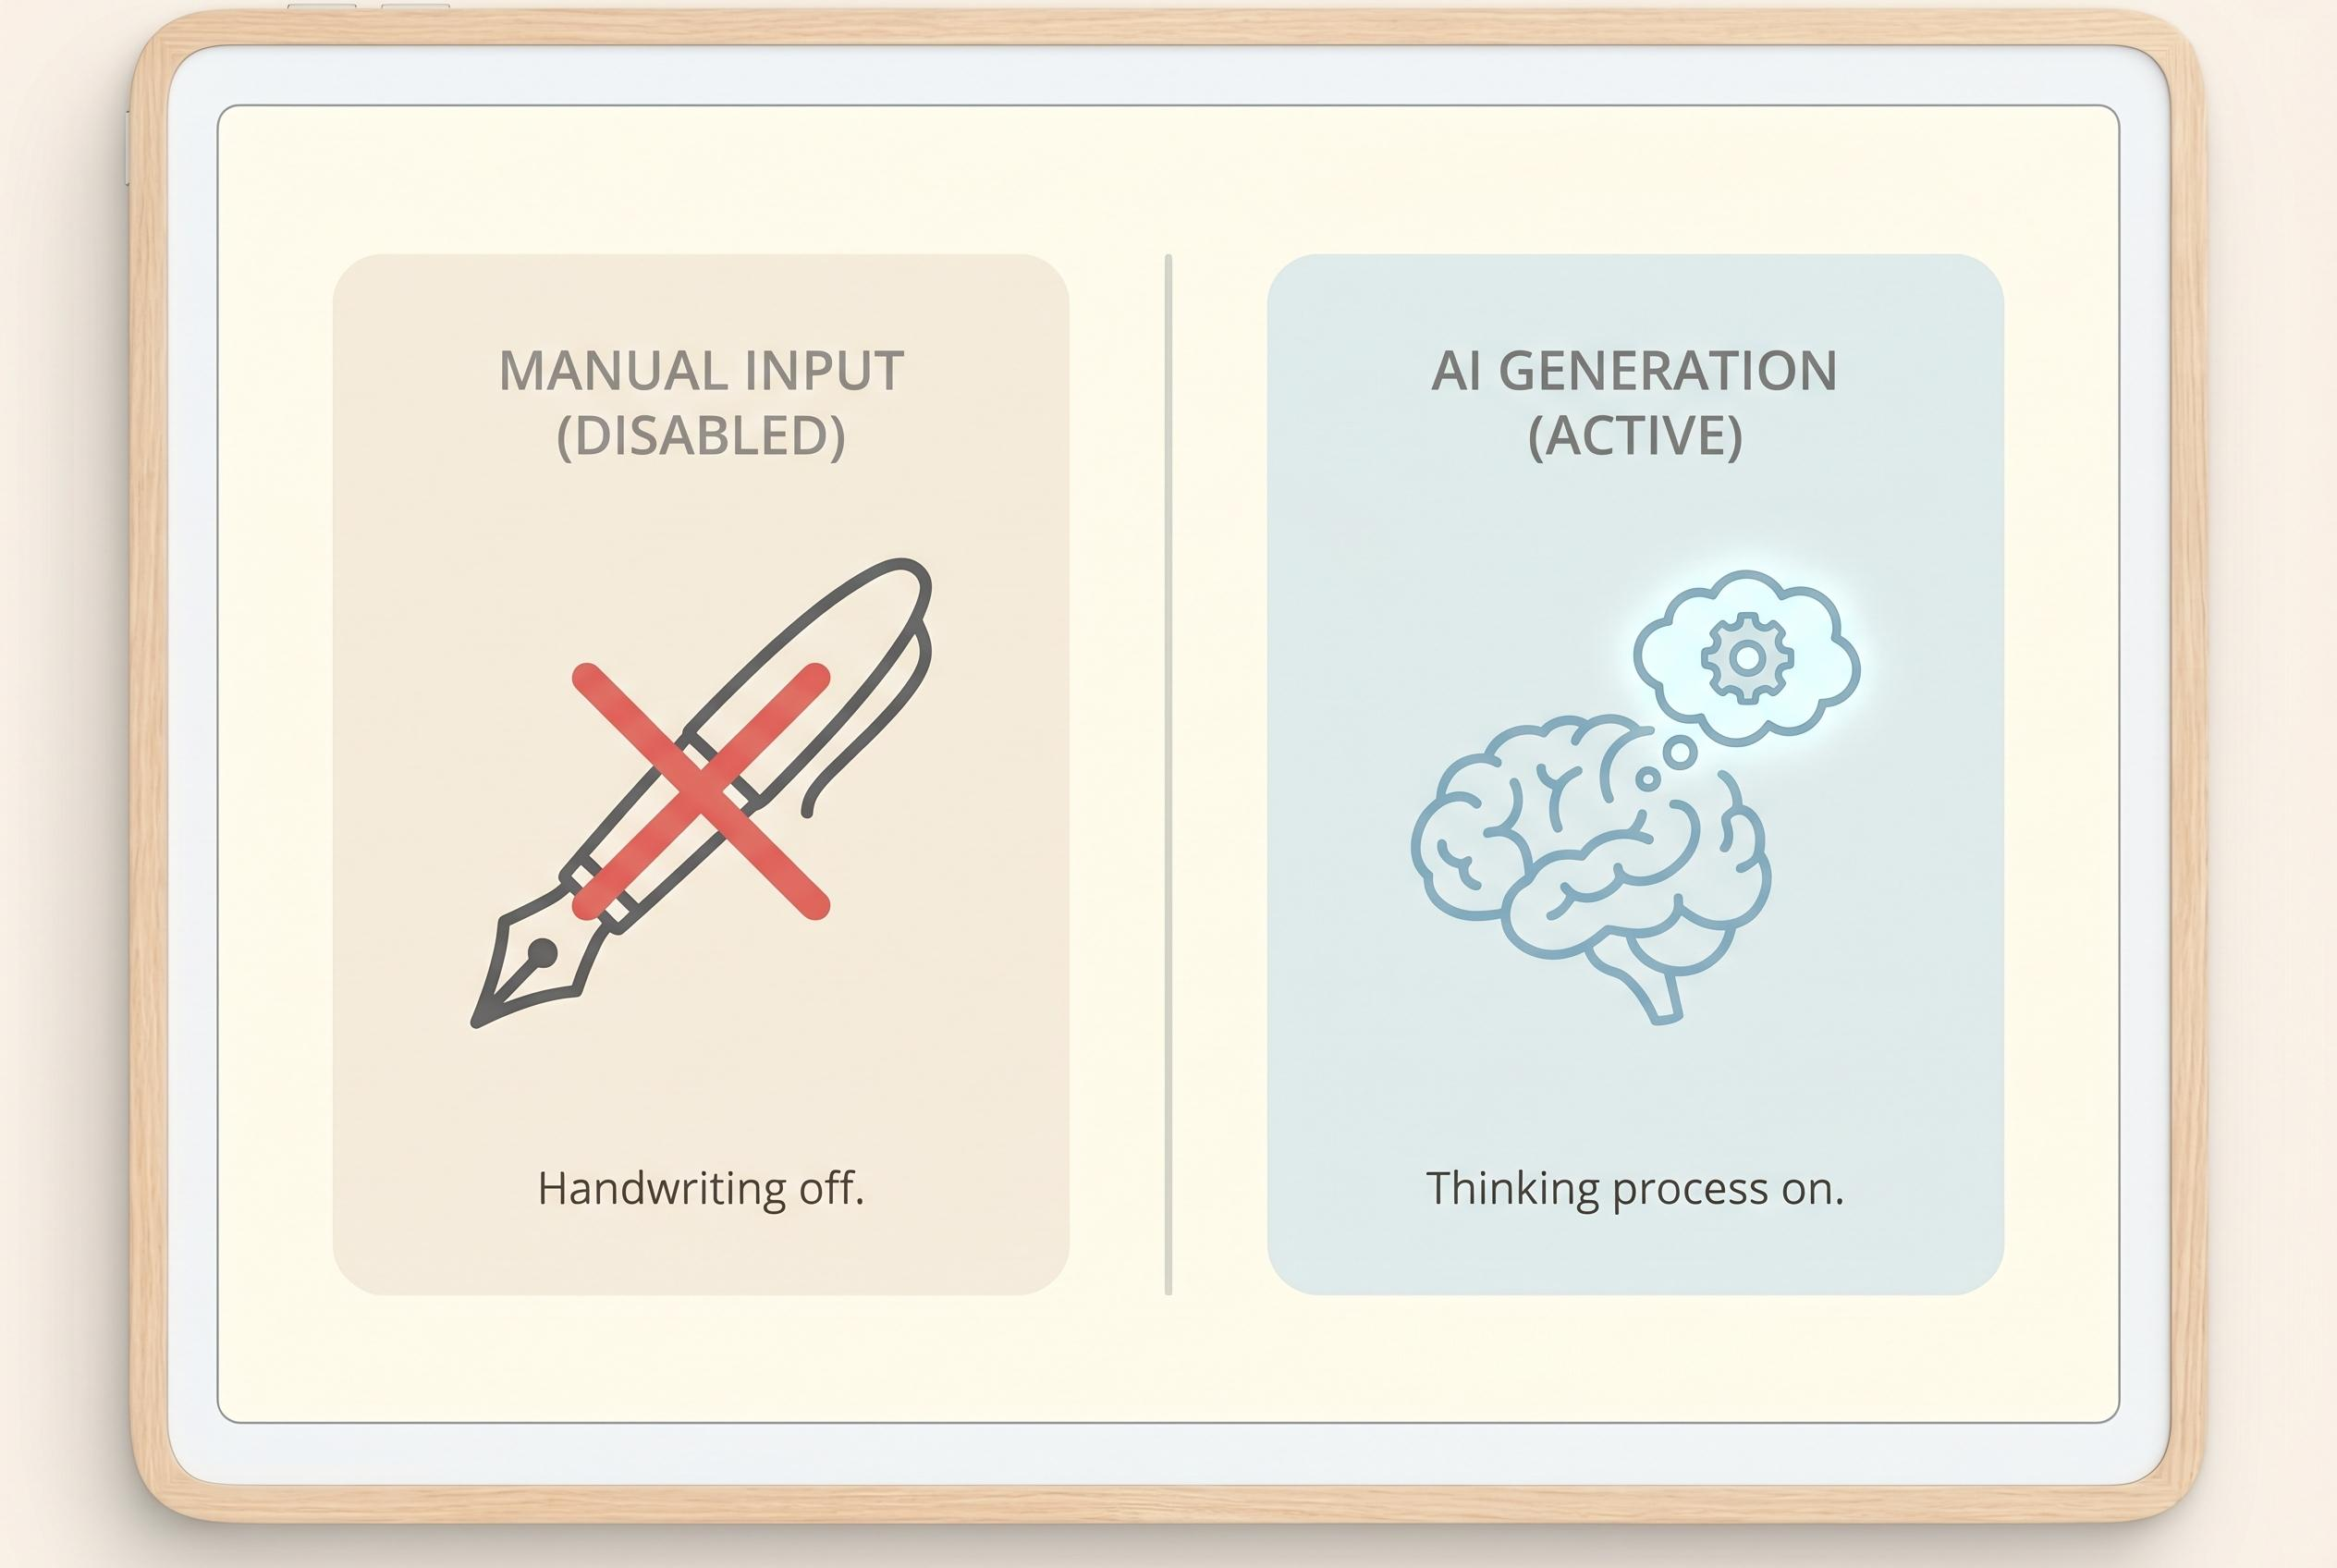 MANUAL INPUT
(DISABLED)
Handwriting off.
AI GENERATION
(ACTIVE)
Thinking process on.